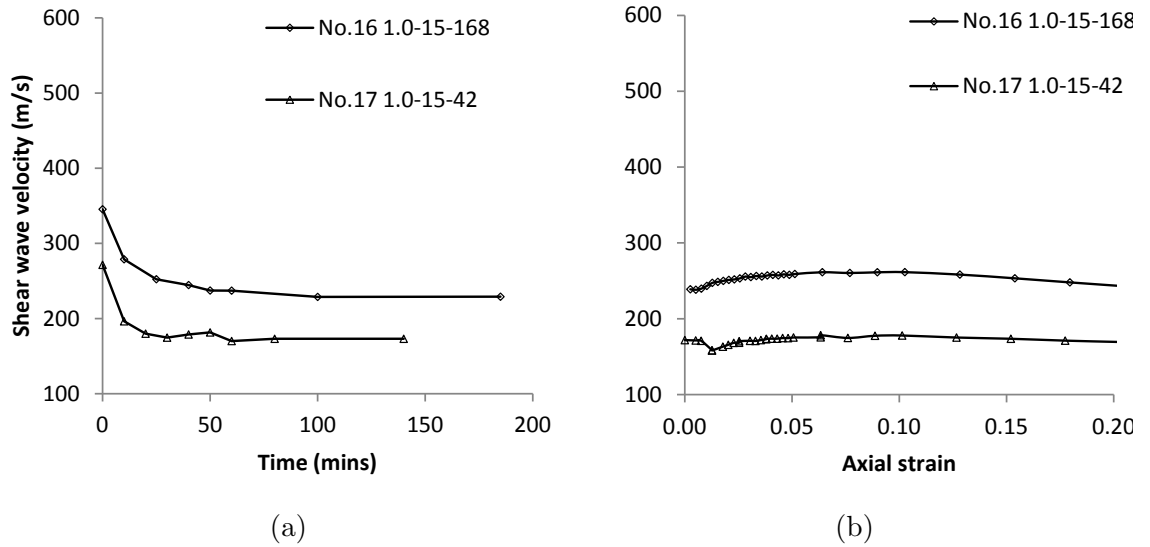 600
500
400
300
200
100
Shear wave velocity (m/s)
No.16 1.0-15-168
No.17 1.0-15-42
0
50
100
150
200
Time (mins)
(a)
600
500
400
300
200
100
No.16 1.0-15-168
No.17 1.0-15-42
0.00
0.05
0.10
0.15
0.20
Axial strain
(b)